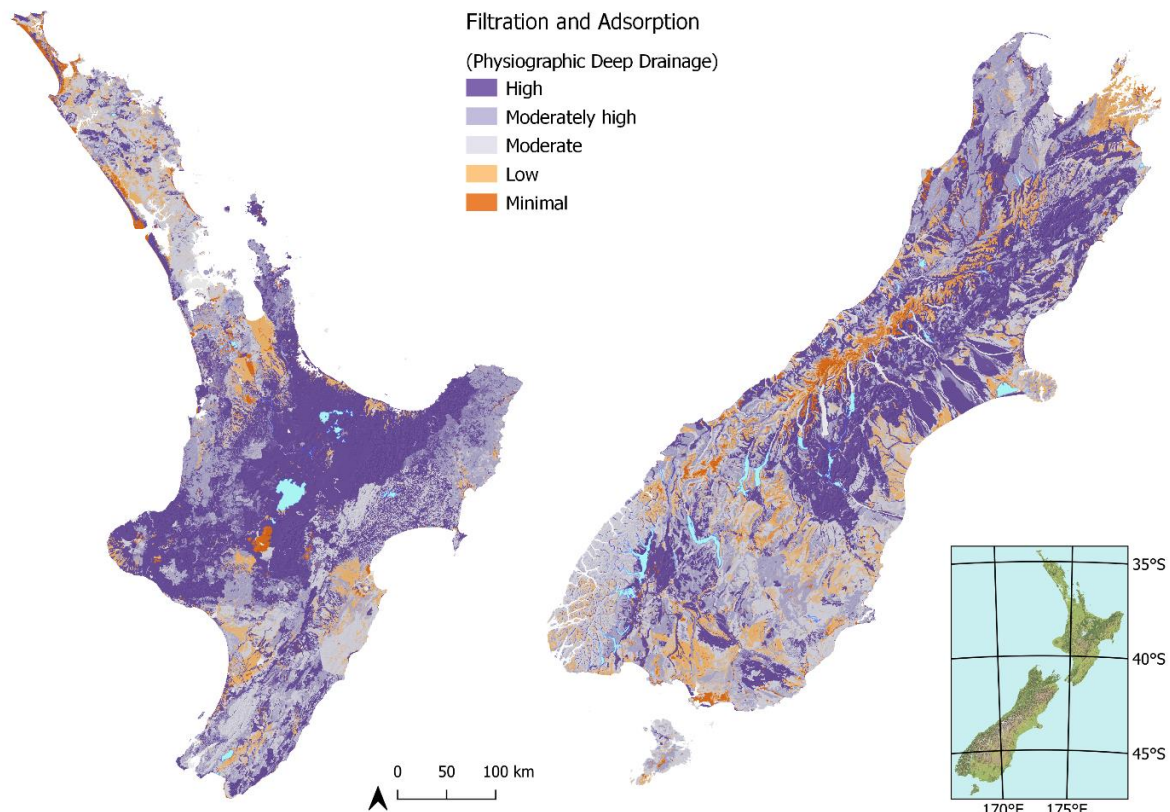 Filtration and Adsorption
(Physiographic Deep Drainage)
High
Moderately high
Moderate
Low
Minimal
35°S
40°S
45°S
170°E 175°E
0 50 100 km